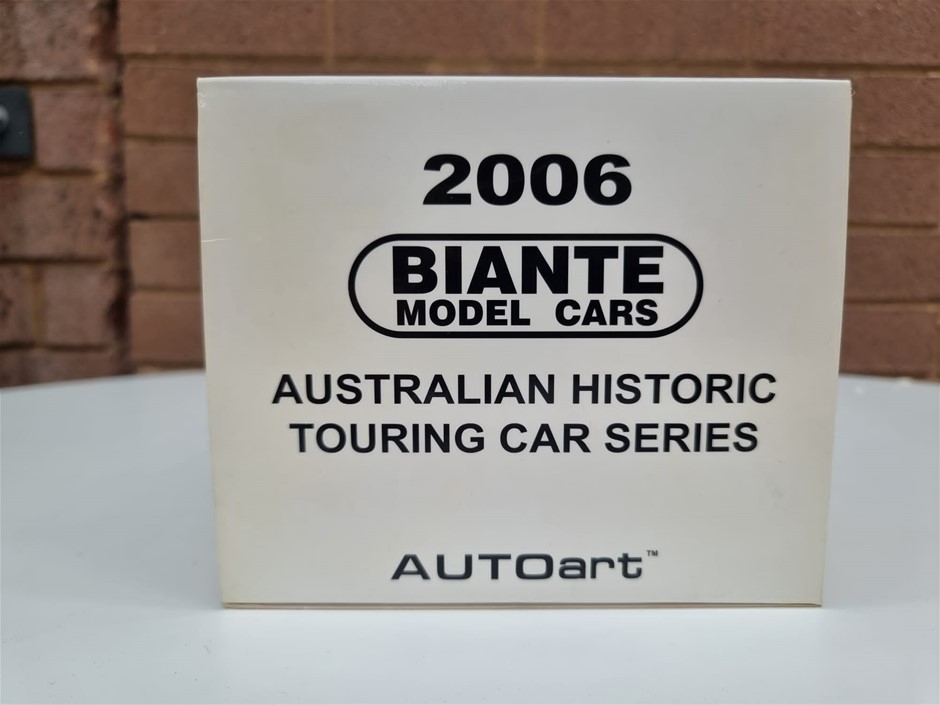 2006
BIANTE
MODEL CARS
AUSTRALIAN HISTORIC
TOURING CAR SERIES
AUTOart™